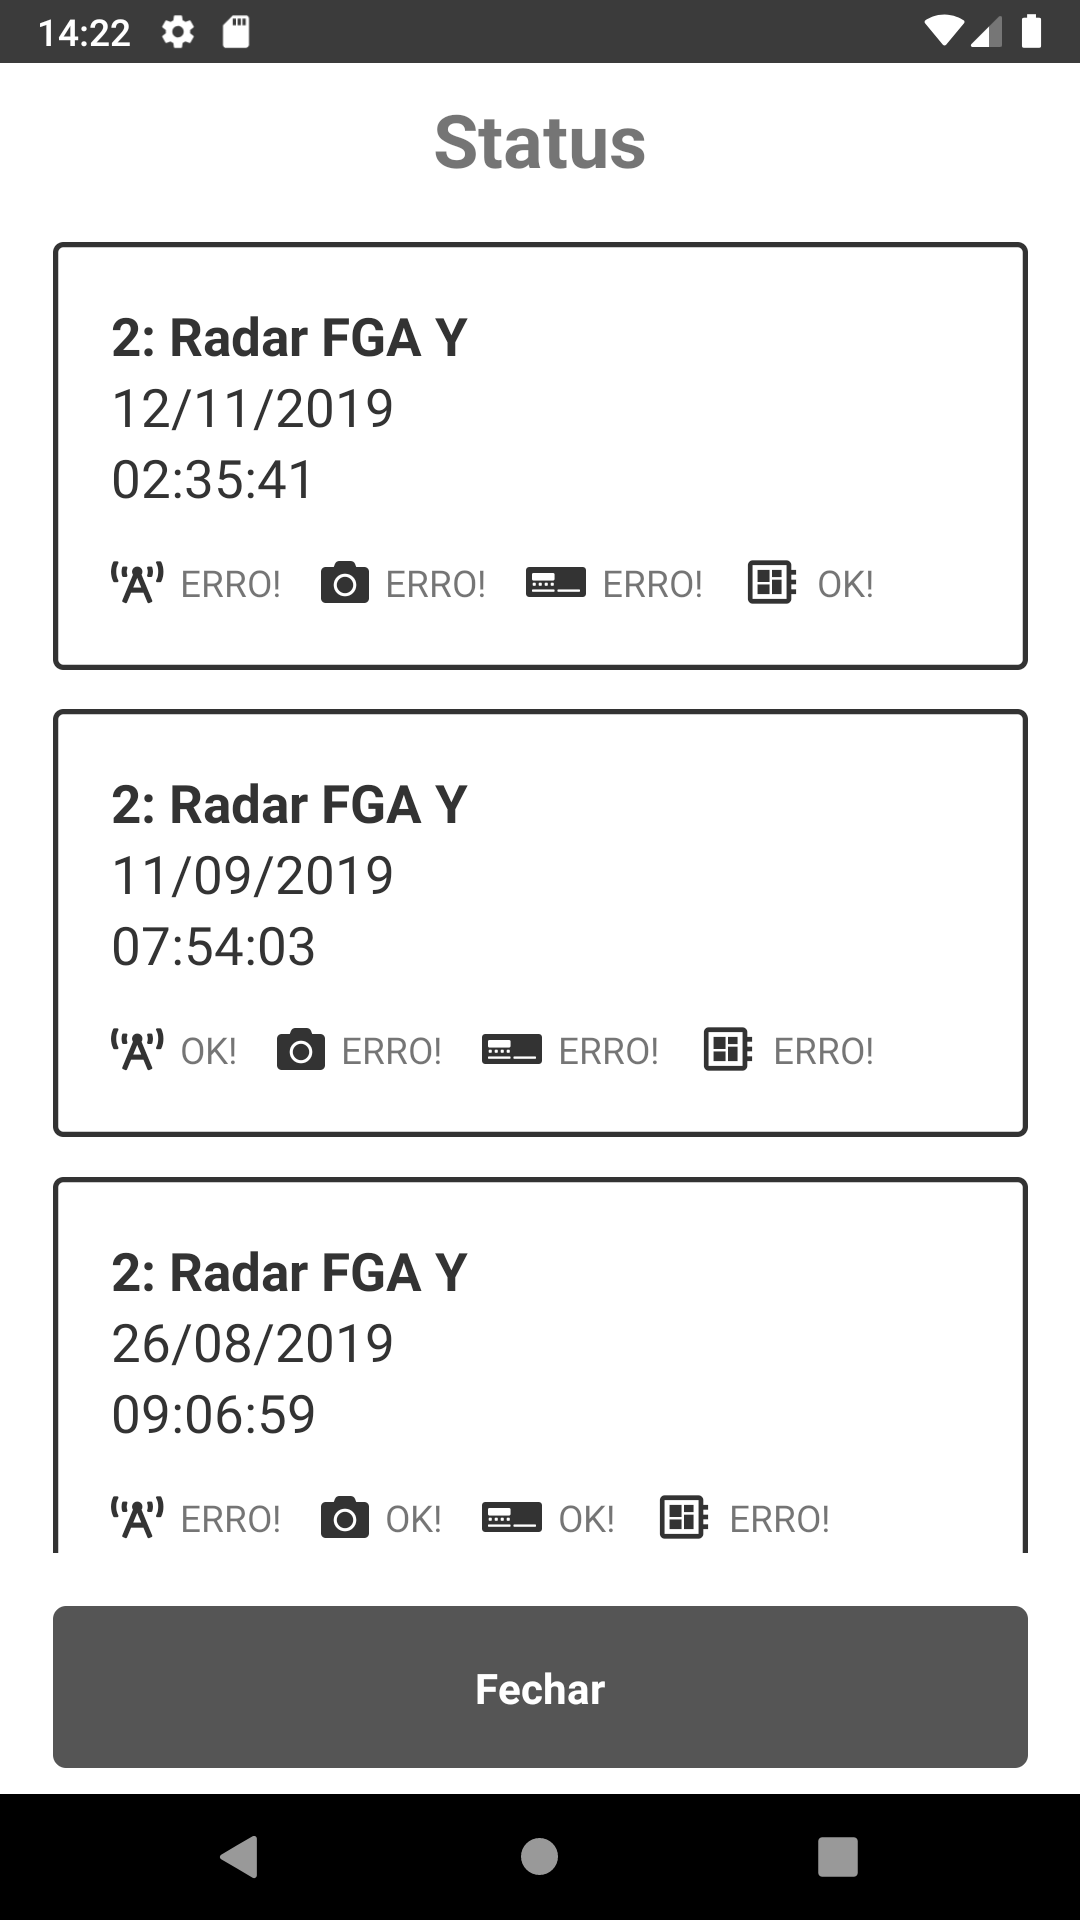 14:22
Status
2: Radar FGA Y
12/11/2019
02:35:41
ERRO! ERRO! ERRO! OK!
2: Radar FGA Y
11/09/2019
07:54:03
OK! ERRO! ERRO! ERRO!
2: Radar FGA Y
26/08/2019
09:06:59
ERRO! OK! OK! ERRO!
Fechar